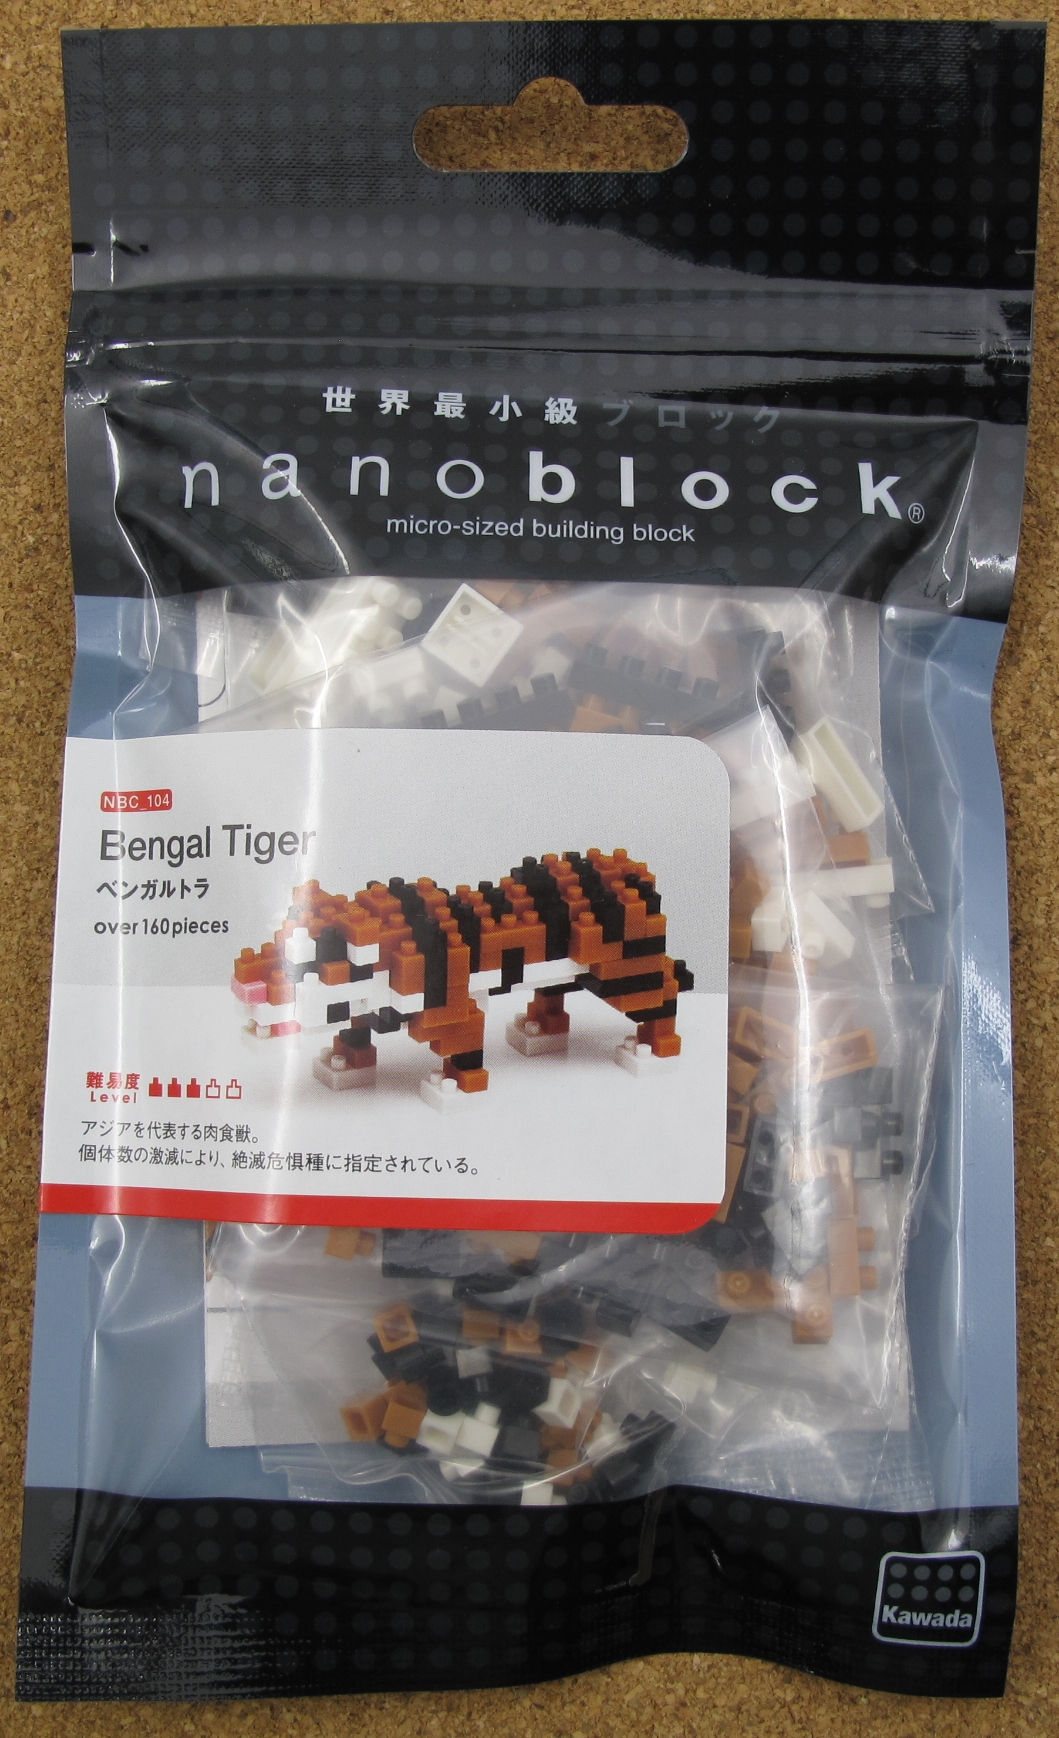 世界最小級ブロック
nanoblock®
micro-sized building block
NBC_104
Bengal Tiger
ベンガルトラ
over160pieces
難易度
Level
アジアを代表する肉食獣。
個体数の激減により、絶滅危惧種に指定されている。
Kawada